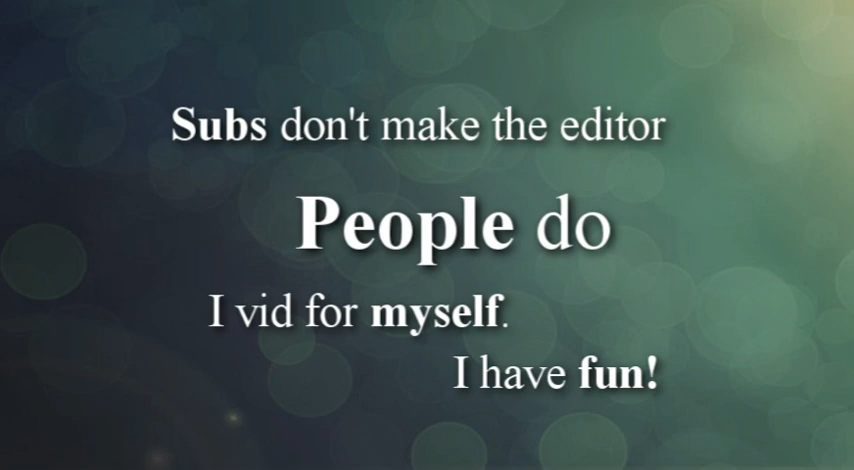 Subs don't make the editor
People do
I vid for myself.
I have fun!